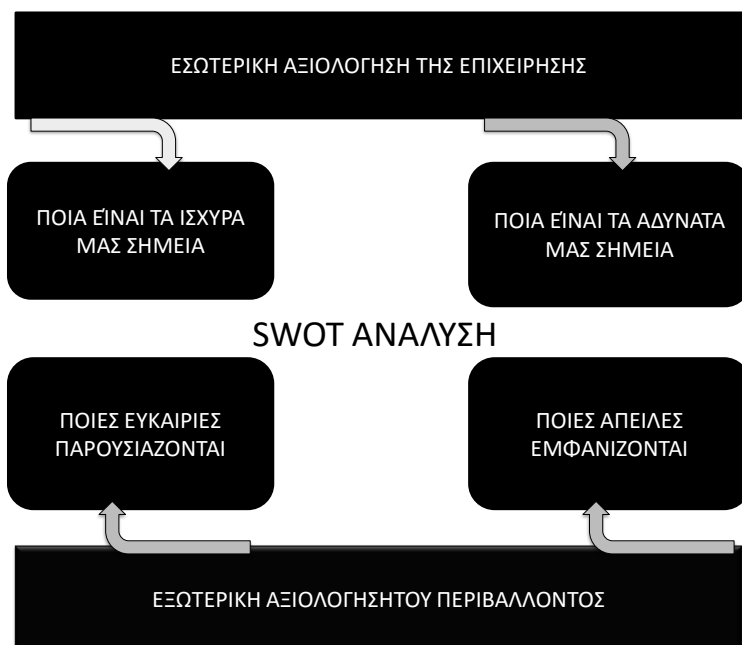 ΕΣΩΤΕΡΙΚΗ ΑΞΙΟΛΟΓΗΣΗ ΤΗΣ ΕΠΙΧΕΙΡΗΣΗΣ
ΠΟΙΑ ΕΊΝΑΙ ΤΑ ΙΣΧΥΡΑ
ΜΑΣ ΣΗΜΕΙΑ
ΠΟΙΑ ΕΊΝΑΙ ΤΑ ΑΔΥΝΑΤΑ
ΜΑΣ ΣΗΜΕΙΑ
SWOT ΑΝΑΛΥΣΗ
ΠΟΙΕΣ ΕΥΚΑΙΡΙΕΣ
ΠΑΡΟΥΣΙΑΖΟΝΤΑΙ
ΠΟΙΕΣ ΑΠΕΙΛΕΣ
ΕΜΦΑΝΙΖΟΝΤΑΙ
ΕΞΩΤΕΡΙΚΗ ΑΞΙΟΛΟΓΗΣΗΤΟΥ ΠΕΡΙΒΑΛΛΟΝΤΟΣ